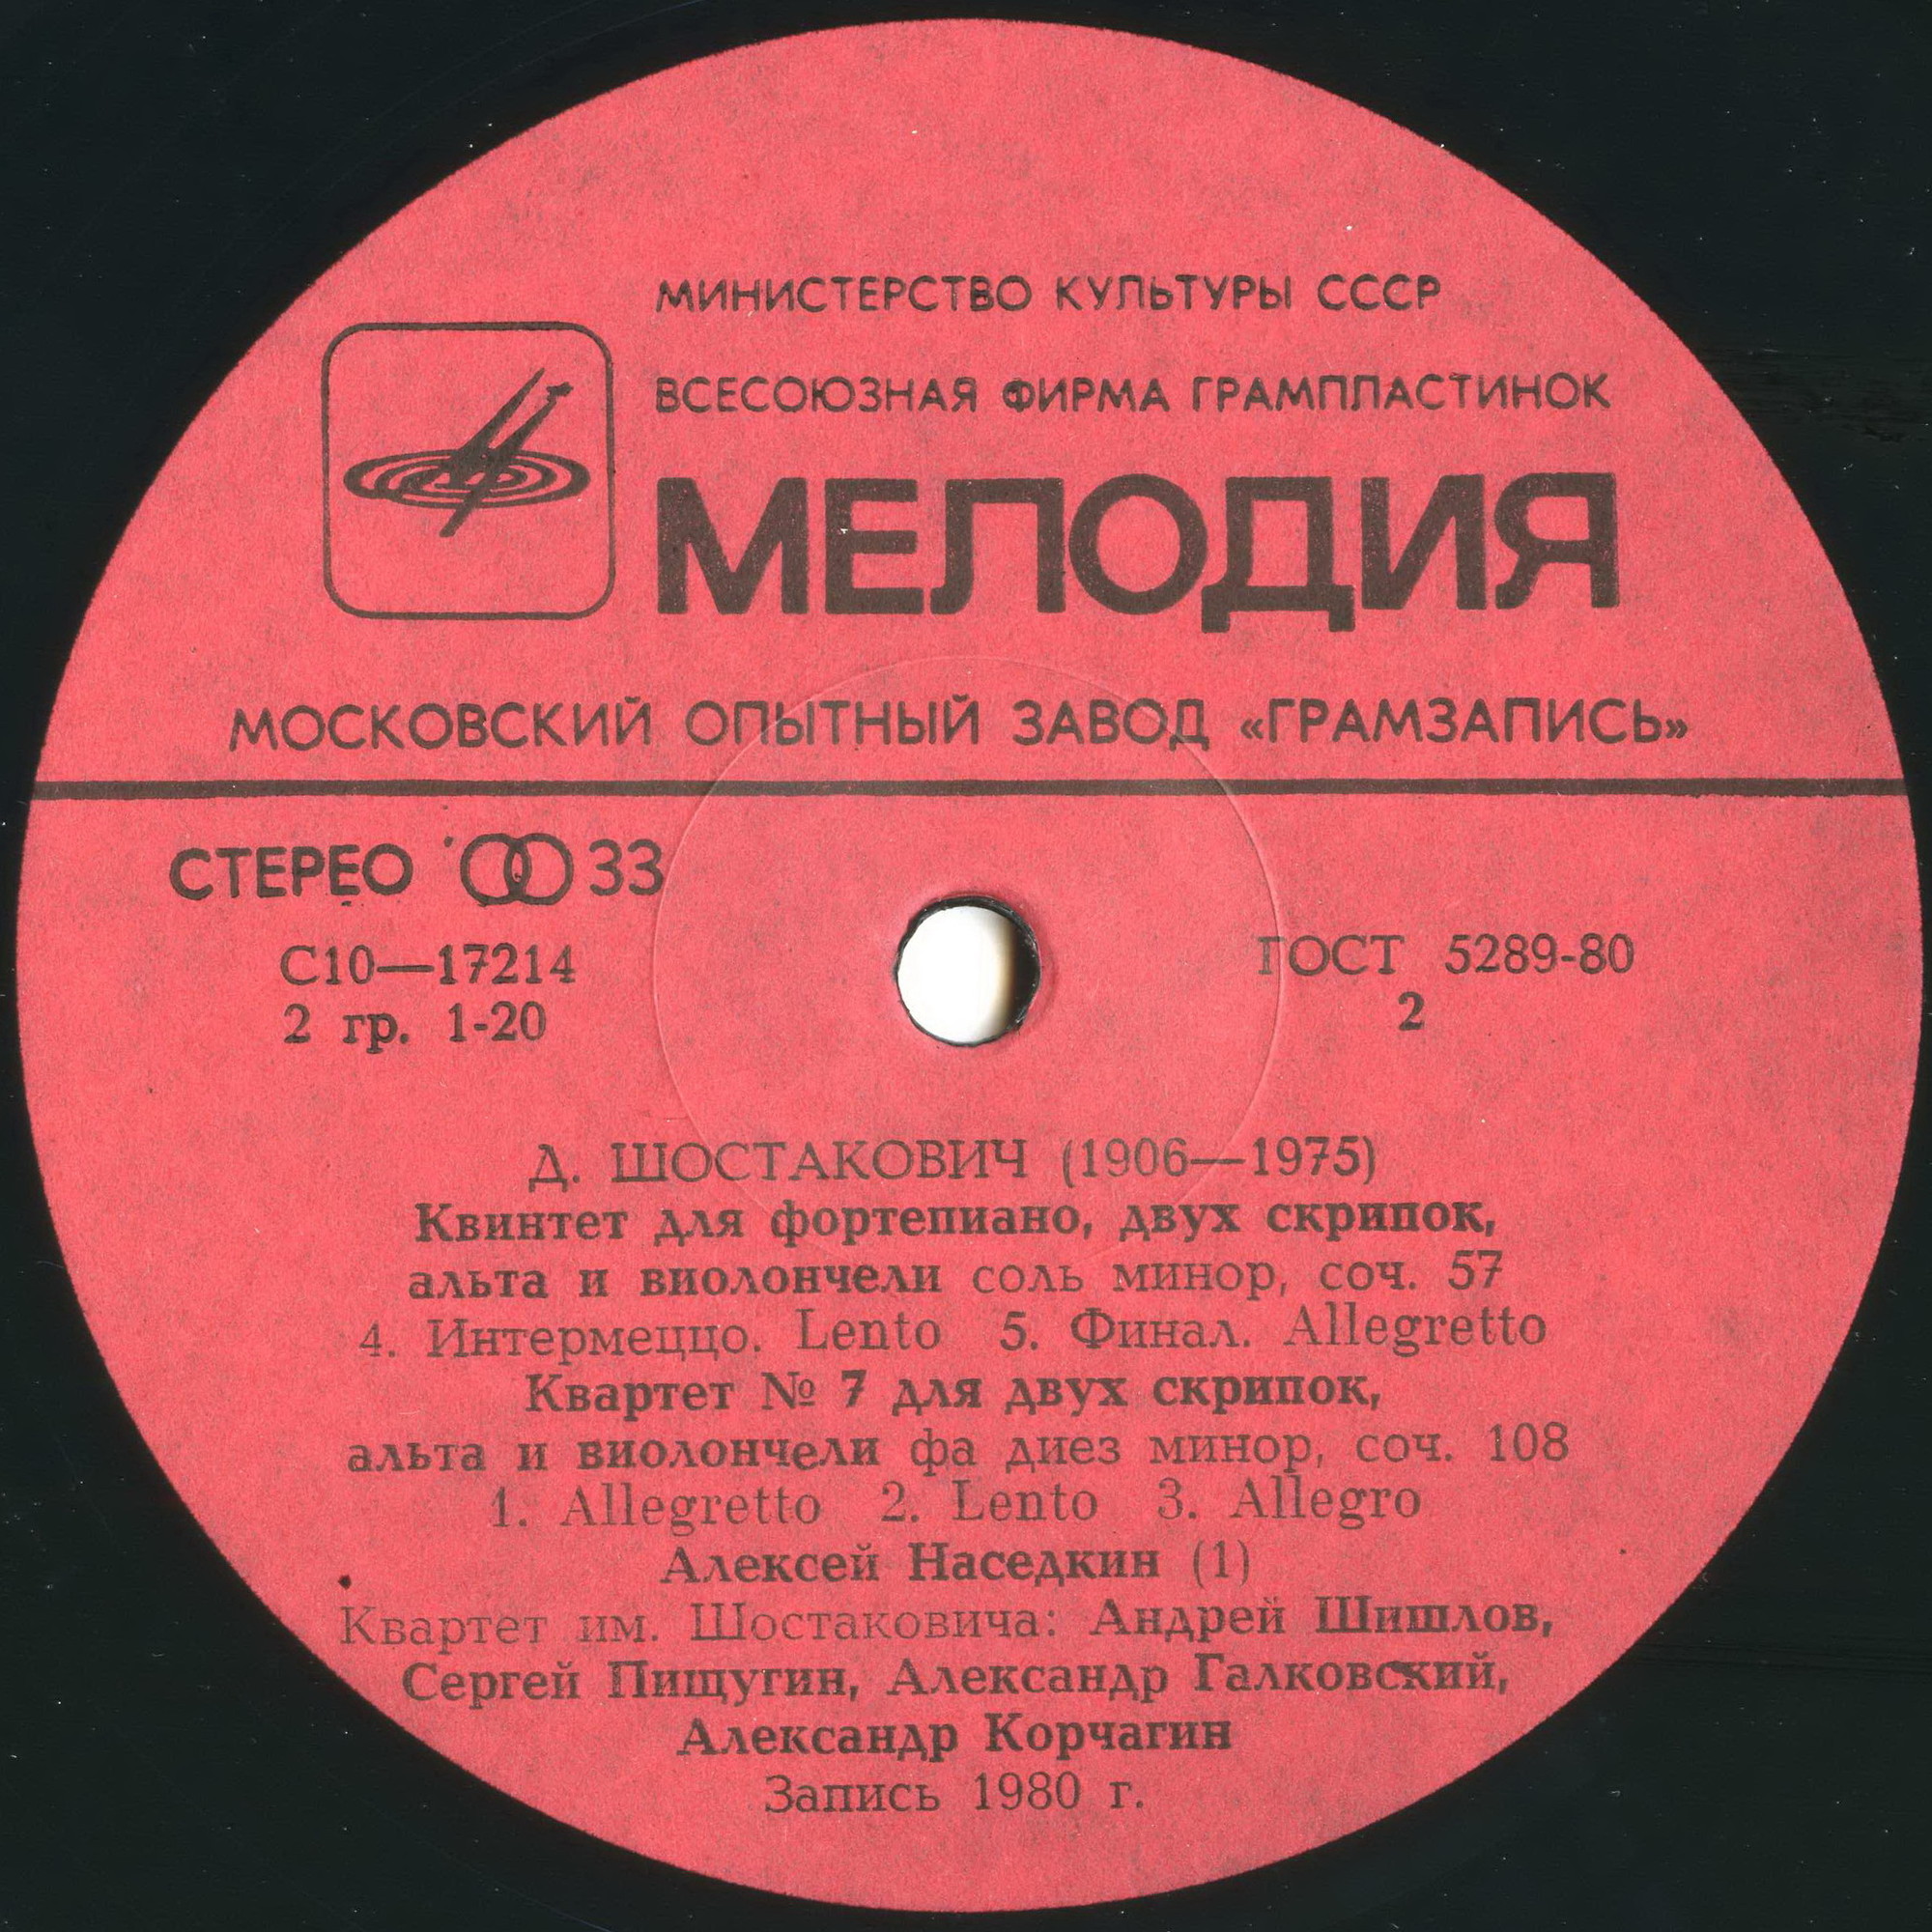 МИНИСТЕРСТВО КУЛЬТУРЫ СССР
ВСЕСОЮЗНАЯ ФИРМА ГРАМПЛАСТИНОК
МЕЛОДИЯ
МОСКОВСКИЙ ОПЫТНЫЙ ЗАВОД «ГРАМЗАПИСЬ»
СТЕРЕО 33
С10—17214
2 гр. 1-20
ГОСТ 5289-80
2
Д. ШОСТАКОВИЧ (1906—1975)
Квинтет для фортепиано, двух скрипок,
альта и виолончели соль минор, соч. 57
4. Интермеццо. Lento 5. Финал. Allegretto
Квартет № 7 для двух скрипок,
альта и виолончели фа диез минор, соч. 108
1. Allegretto 2. Lento 3. Allegro
Алексей Наседкин (1)
Квартет им. Шостаковича: Андрей Шишлов,
Сергей Пищугин, Александр Галковский,
Александр Корчагин
Запись 1980 г.